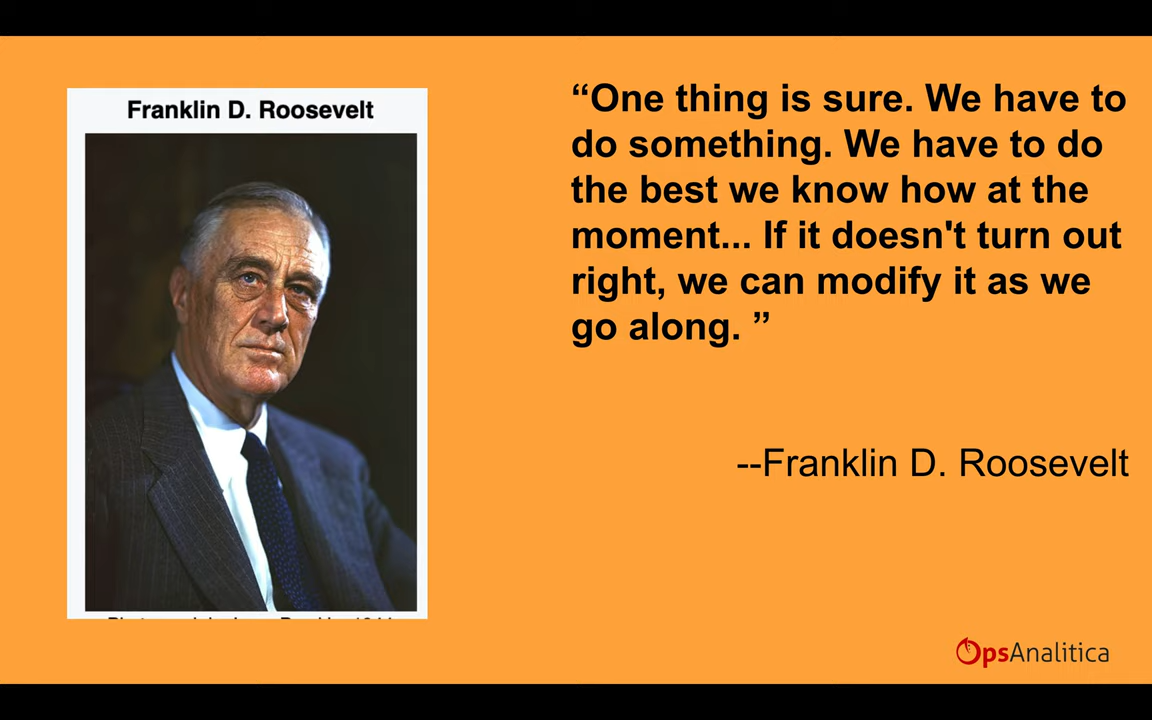 Franklin D. Roosevelt
“One thing is sure. We have to
do something. We have to do
the best we know how at the
moment... If it doesn't turn out
right, we can modify it as we
go along. ”
--Franklin D. Roosevelt
OpsAnalitica